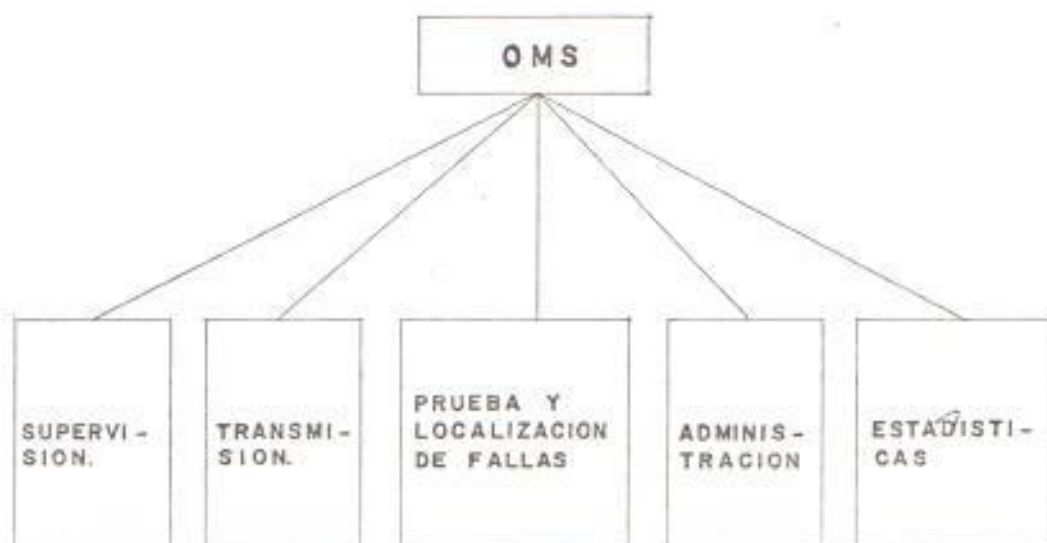 OMS
SUPERVI-
SION.
TRANSMI-
SION.
PRUEBA Y
LOCALIZACION
DE FALLAS
ADMINIS-
TRACION
ESTADISTI-
CAS